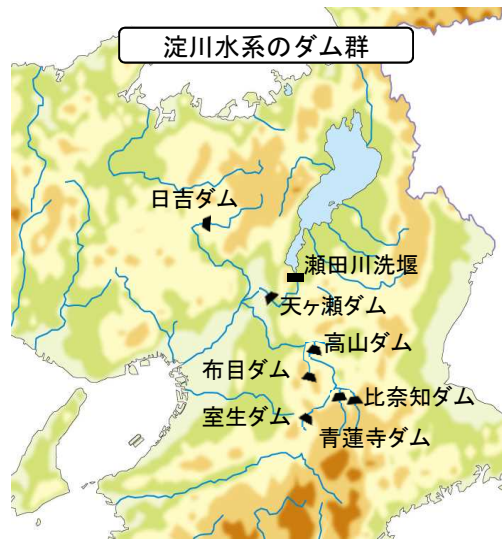 淀川水系のダム群
日吉ダム
瀬田川洗堰
天ヶ瀬ダム
高山ダム
布目ダム
比奈知ダム
室生ダム
青蓮寺ダム